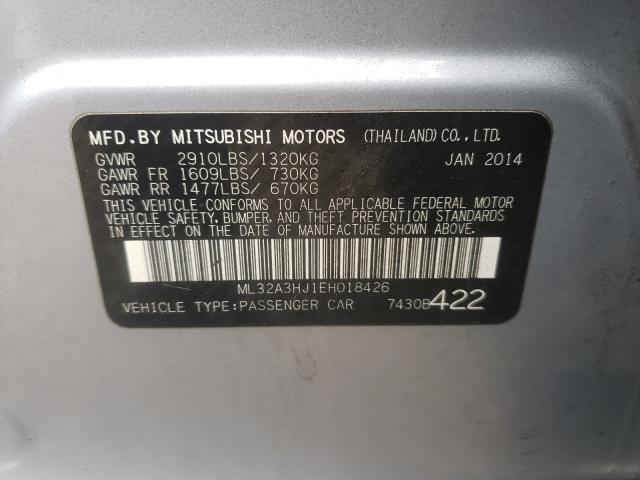 MFD.BY MITSUBISHI MOTORS (THAILAND)CO.,LTD.
GVWR 2910LBS/1320KG JAN 2014
GAWR FR 1609LBS/ 730KG
GAWR RR 1477LBS/ 670KG
THIS VEHICLE CONFORMS TO ALL APPLICABLE FEDERAL MOTOR
VEHICLE SAFETY, BUMPER, AND THEFT PREVENTION STANDARDS
IN EFFECT ON THE DATE OF MANUFACTURE SHOWN ABOVE.
ML32A3HJ1EH018426
VEHICLE TYPE:PASSENGER CAR 7430B422